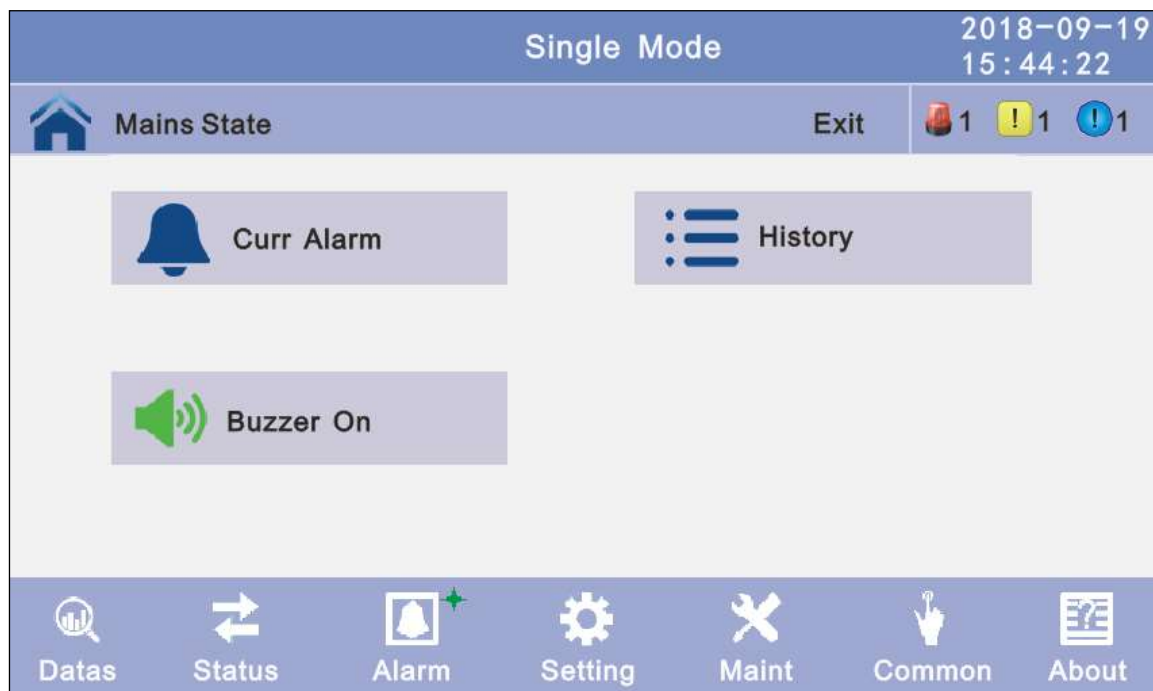 Single Mode
2018-09-19
15:44:22
Mains State
Exit
! 1
! 1
1
Curr Alarm
History
Buzzer On
?
Datas
Status
Alarm
Setting
Maint
Common
About